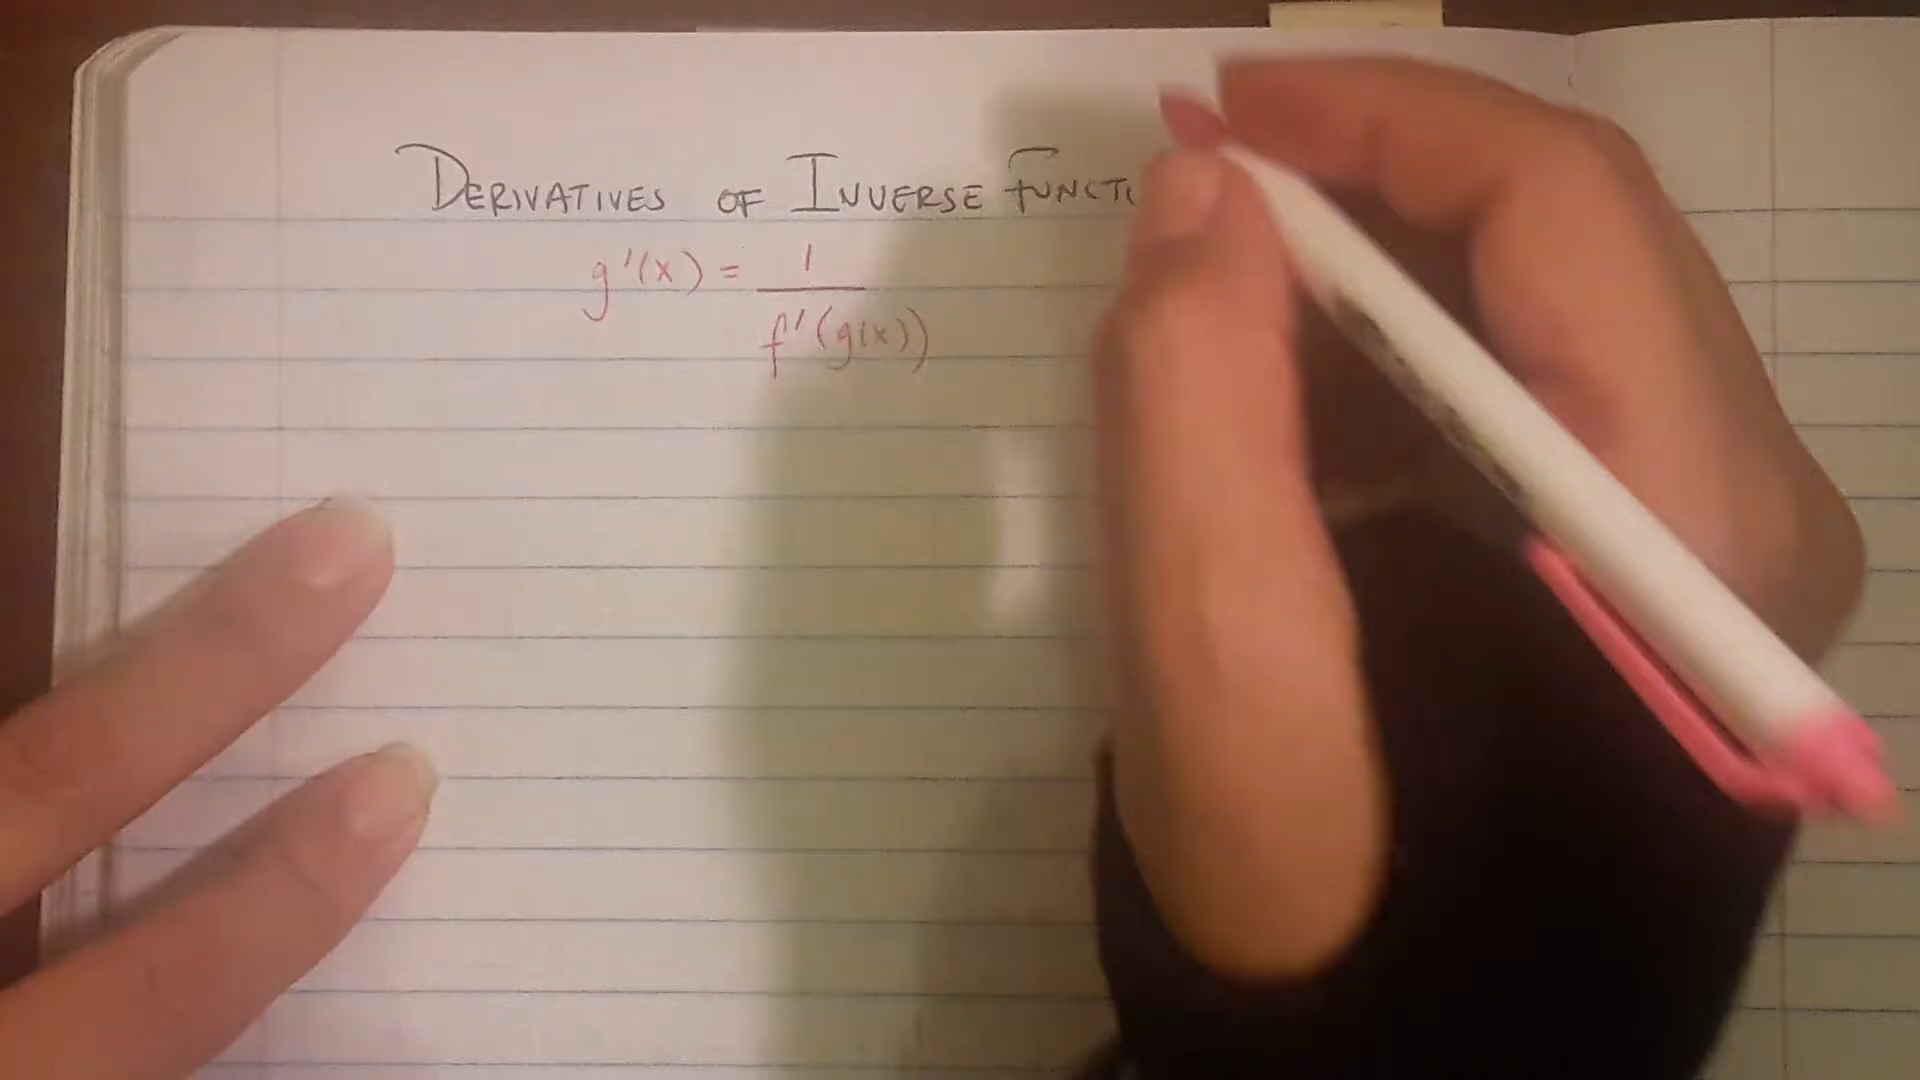 DERIVATIVES OF INVERSE
g'(x) = 1
f'(g(x))